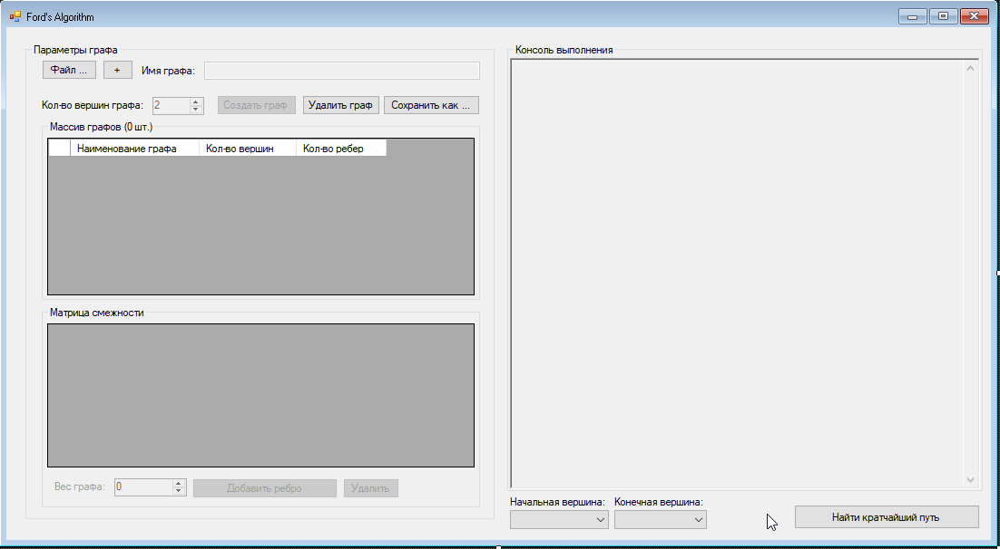 Ford's Algorithm
Параметры графа
Файл ... + Имя графа:
Кол-во вершин графа: 2 Создать граф Удалить граф Сохранить как ...
Массив графов (0 шт.)
Наименование графа Кол-во вершин Кол-во ребер
Матрица смежности
Вес графа: 0 Добавить ребро Удалить
Консоль выполнения
Начальная вершина: Конечная вершина:
Найти кратчайший путь